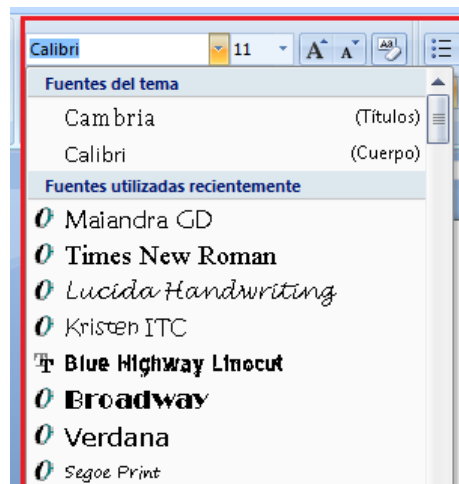 Calibri 11 A A Aa
Fuentes del tema
Cambria (Títulos)
Calibri (Cuerpo)
Fuentes utilizadas recientemente
Maiandra GD
Times New Roman
Lucida Handwriting
Kristen ITC
Blue Highway Linocut
Broadway
Verdana
Segoe Print